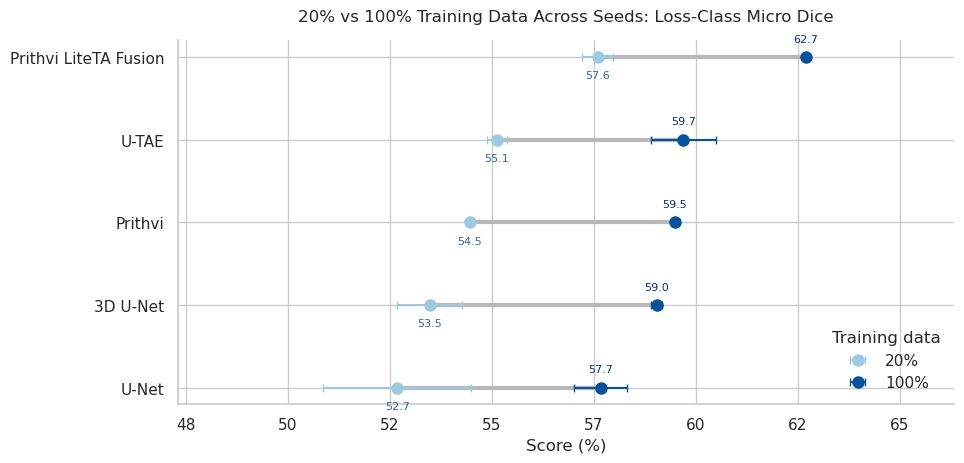 20% vs 100% Training Data Across Seeds: Loss-Class Micro Dice
62.7
Prithvi LiteTA Fusion
57.6
59.7
U-TAE
55.1
59.5
Prithvi
54.5
59.0
3D U-Net
53.5
Training data
20%
100%
57.7
U-Net
52.7
48 50 52 55 57 60 62 65
Score (%)